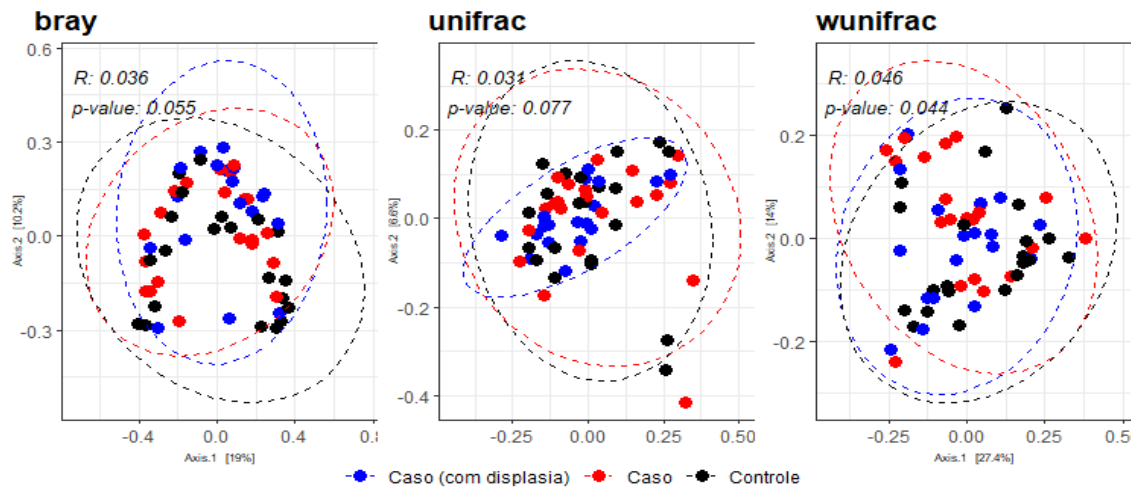 bray
unifrac
wunifrac
R: 0.036
p-value: 0.055
0.6
0.3
0.0
-0.3
Axis.2 [10.2%]
-0.4
0.0
0.4
0.8
Axis.1 [19%]
R: 0.031
p-value: 0.077
0.2
0.0
-0.2
-0.4
Axis.2 [6.6%]
-0.25
0.00
0.25
0.50
R: 0.046
p-value: 0.044
0.2
0.0
-0.2
Axis.2 [14%]
-0.25
0.00
0.25
0.50
Axis.1 [27.4%]
Caso (com displasia)
Caso
Controle